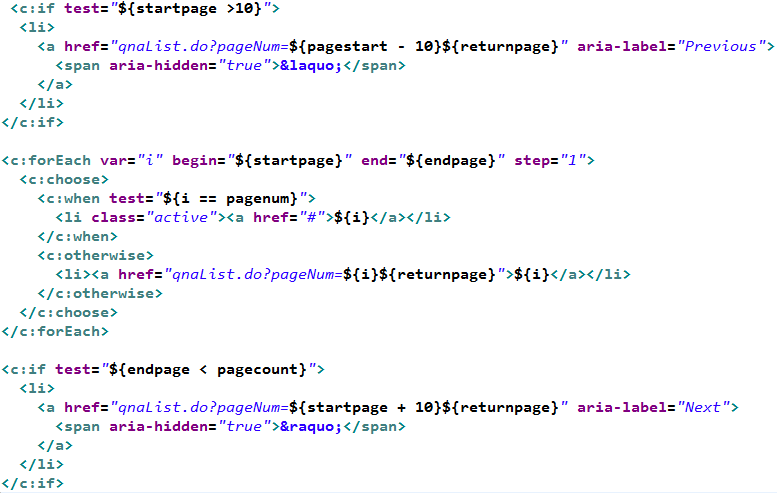 <c:if test="${startpage >10}">
<li>
<a href="qnaList.do?pageNum=${pagestart - 10}${returnpage}" aria-label="Previous">
<span aria-hidden="true">&laquo;</span>
</a>
</li>
</c:if>
<c:forEach var="i" begin="${startpage}" end="${endpage}" step="1">
<c:choose>
<c:when test="${i == pagenum}">
<li class="active"><a href="#">${i}</a></li>
</c:when>
<c:otherwise>
<li><a href="qnaList.do?pageNum=${i}${returnpage}">${i}</a></li>
</c:otherwise>
</c:choose>
</c:forEach>
<c:if test="${endpage < pagecount}">
<li>
<a href="qnaList.do?pageNum=${startpage + 10}${returnpage}" aria-label="Next">
<span aria-hidden="true">&raquo;</span>
</a>
</li>
</c:if>